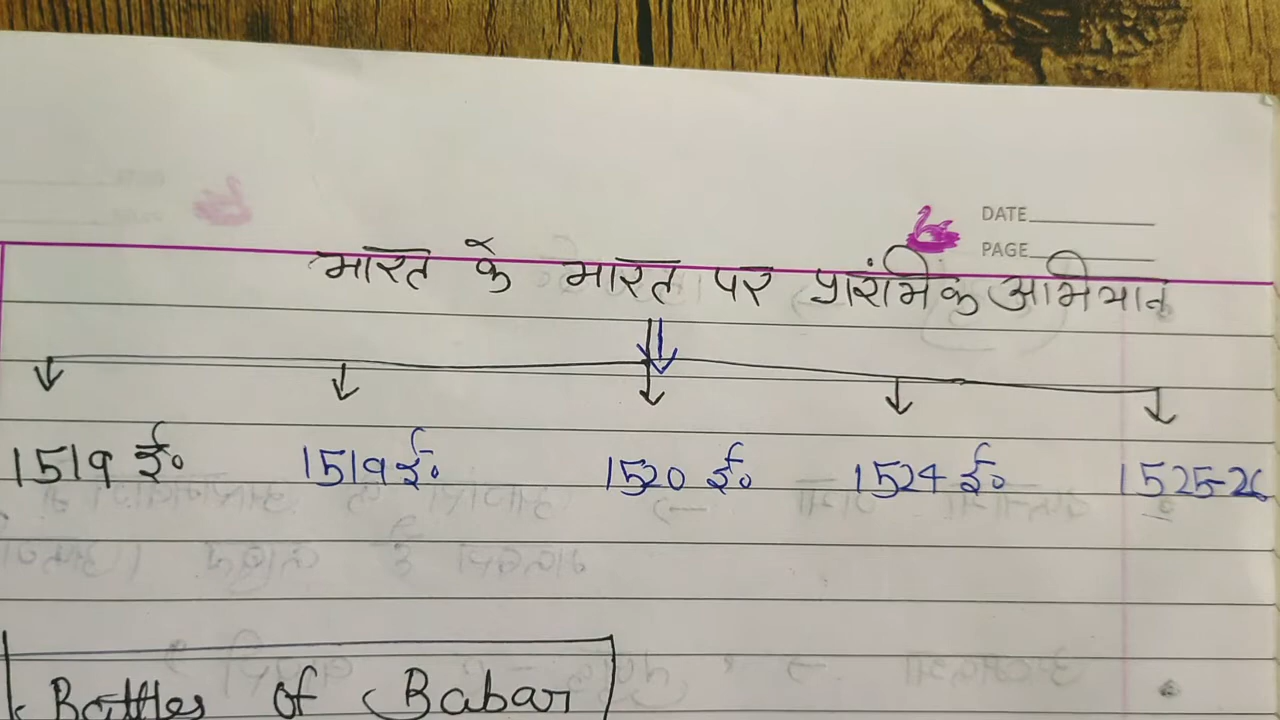 DATE
PAGE
भारत के भारत पर प्रारंभिक अभियान
1519 ई० 1519 ई० 1520 ई० 1524 ई० 1525-26
Battles of Babar